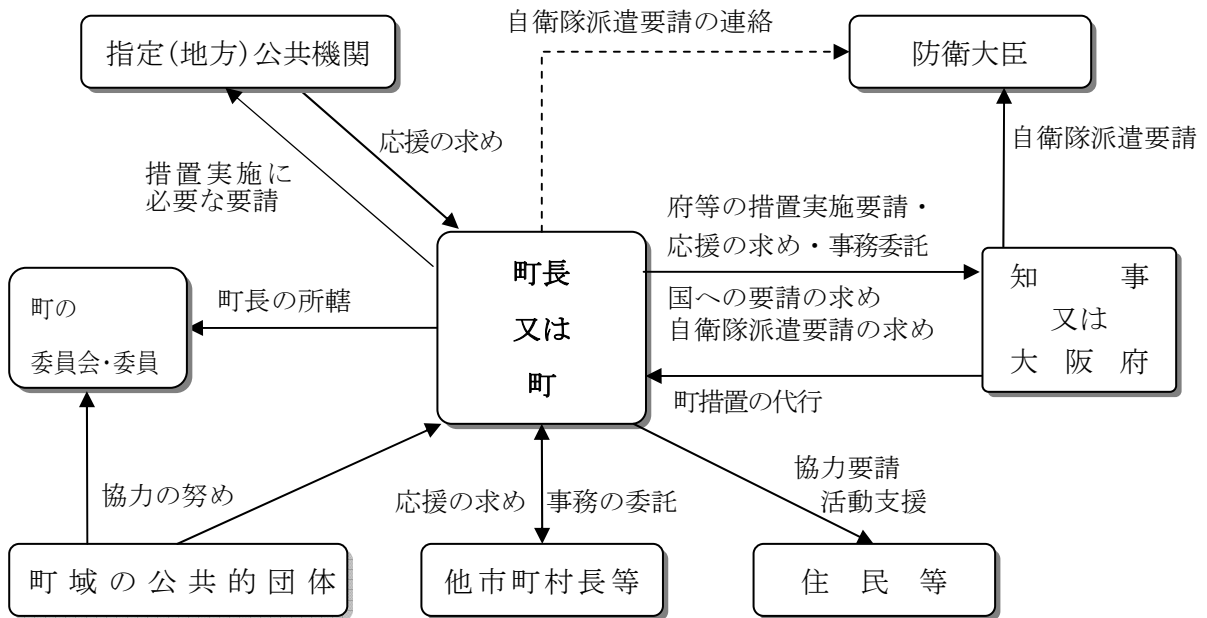 自衛隊派遣要請の連絡
指定(地方)公共機関
防衛大臣
応援の求め
自衛隊派遣要請
措置実施に
必要な要請
府等の措置実施要請・
応援の求め・事務委託
町長
又は
町
知事
又は
大阪府
町の
委員会・委員
町長の所轄
国への要請の求め
自衛隊派遣要請の求め
町措置の代行
協力の努め
応援の求め
事務の委託
協力要請
活動支援
町域の公共的団体
他市町村長等
住民等